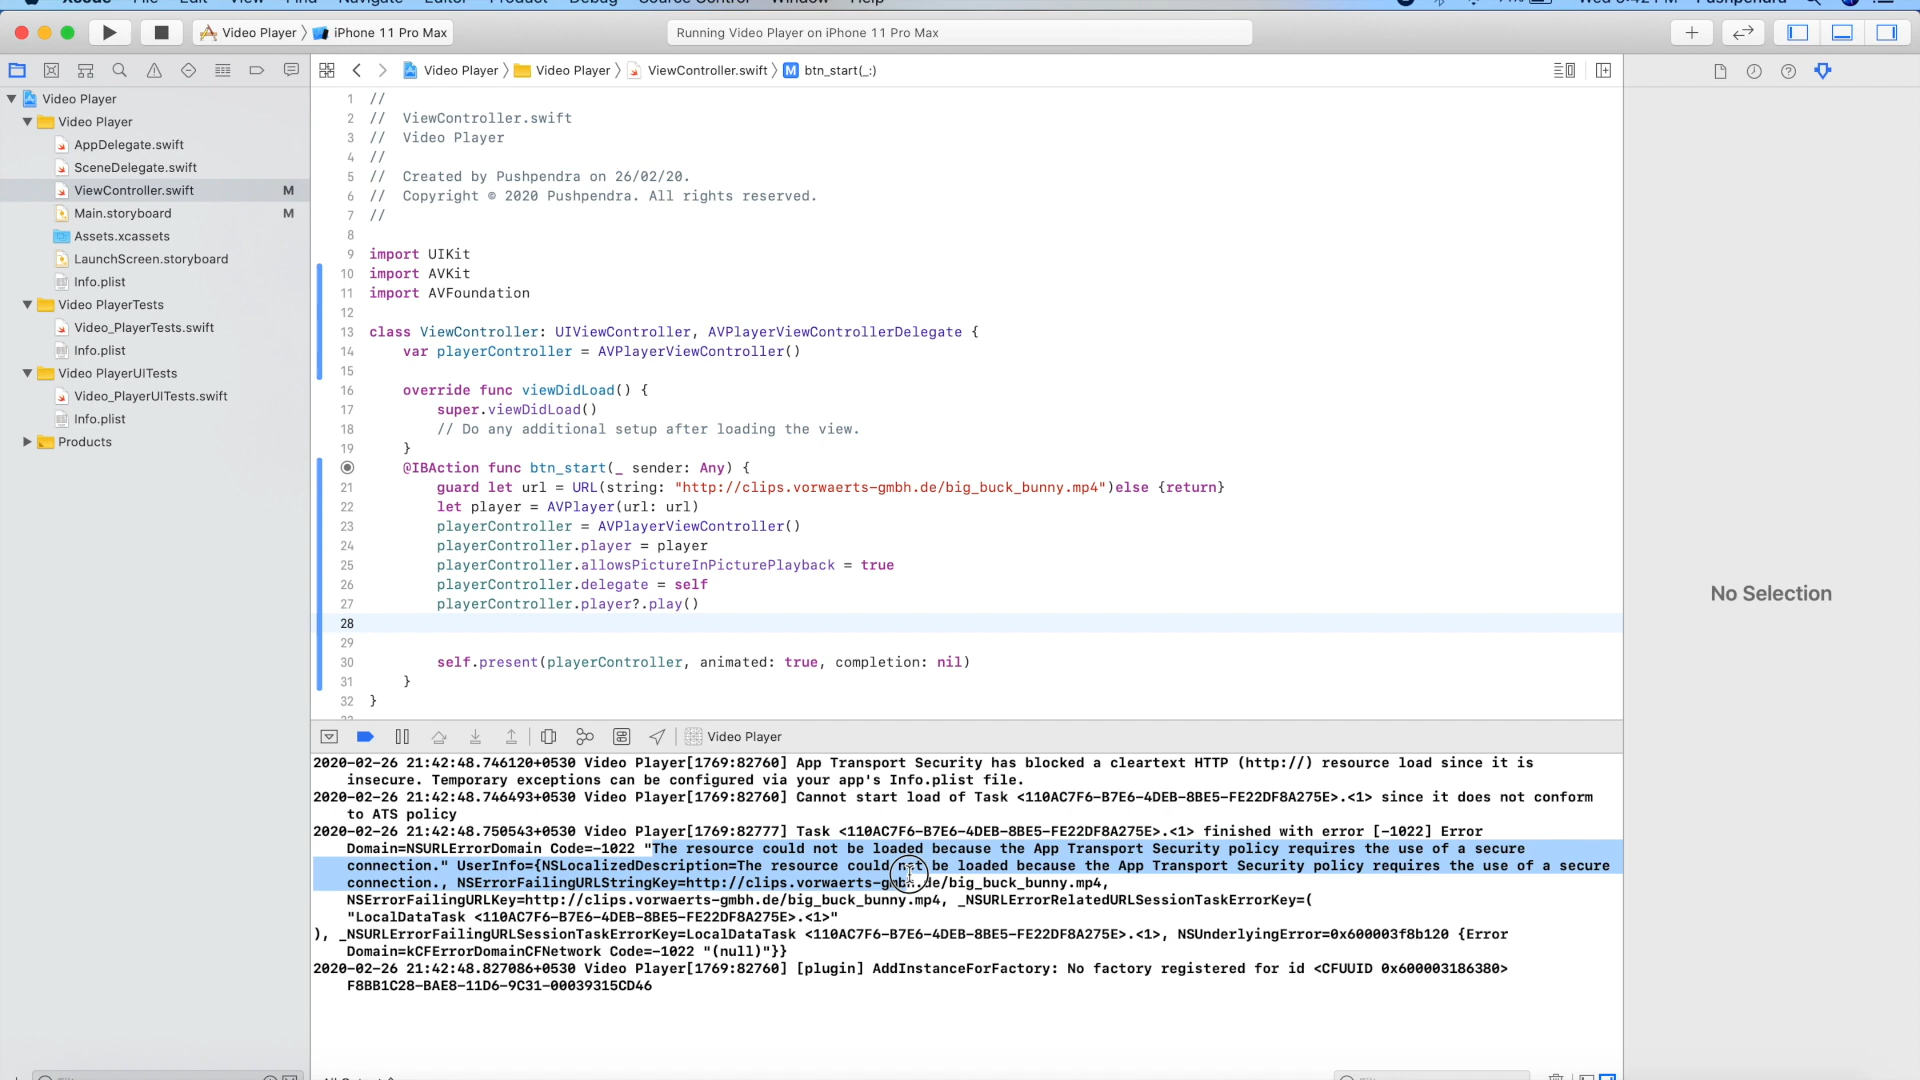 Video Player 〉 iPhone 11 Pro Max
Running Video Player on iPhone 11 Pro Max
Video Player 〉 Video Player 〉 ViewController.swift 〉 M btn_start(_:)
Video Player
Video Player
AppDelegate.swift
SceneDelegate.swift
ViewController.swift M
Main.storyboard M
Assets.xcassets
LaunchScreen.storyboard
Info.plist
Video PlayerTests
Video_PlayerTests.swift
Info.plist
Video PlayerUITests
Video_PlayerUITests.swift
Info.plist
Products
1 //
2 //  ViewController.swift
3 //  Video Player
4 //
5 //  Created by Pushpendra on 26/02/20.
6 //  Copyright © 2020 Pushpendra. All rights reserved.
7 //
8
9 import UIKit
10 import AVKit
11 import AVFoundation
12
13 class ViewController: UIViewController, AVPlayerViewControllerDelegate {
14     var playerController = AVPlayerViewController()
15
16     override func viewDidLoad() {
17         super.viewDidLoad()
18         // Do any additional setup after loading the view.
19     }
@IBAction func btn_start(_ sender: Any) {
21         guard let url = URL(string: "http://clips.vorwaerts-gmbh.de/big_buck_bunny.mp4")else {return}
22         let player = AVPlayer(url: url)
23         playerController = AVPlayerViewController()
24         playerController.player = player
25         playerController.allowsPictureInPicturePlayback = true
26         playerController.delegate = self
27         playerController.player?.play()
28
29
30         self.present(playerController, animated: true, completion: nil)
31     }
32 }
No Selection
Video Player
2020-02-26 21:42:48.746120+0530 Video Player[1769:82760] App Transport Security has blocked a cleartext HTTP (http://) resource load since it is
insecure. Temporary exceptions can be configured via your app's Info.plist file.
2020-02-26 21:42:48.746493+0530 Video Player[1769:82760] Cannot start load of Task <110AC7F6-B7E6-4DEB-8BE5-FE22DF8A275E>.<1> since it does not conform
to ATS policy
2020-02-26 21:42:48.750543+0530 Video Player[1769:82777] Task <110AC7F6-B7E6-4DEB-8BE5-FE22DF8A275E>.<1> finished with error [-1022] Error
Domain=NSURLErrorDomain Code=-1022 "The resource could not be loaded because the App Transport Security policy requires the use of a secure
connection." UserInfo={NSLocalizedDescription=The resource could not be loaded because the App Transport Security policy requires the use of a secure
connection., NSErrorFailingURLStringKey=http://clips.vorwaerts-gmbh.de/big_buck_bunny.mp4,
NSErrorFailingURLKey=http://clips.vorwaerts-gmbh.de/big_buck_bunny.mp4, _NSURLErrorRelatedURLSessionTaskErrorKey=(
"LocalDataTask <110AC7F6-B7E6-4DEB-8BE5-FE22DF8A275E>.<1>"
), _NSURLErrorFailingURLSessionTaskErrorKey=LocalDataTask <110AC7F6-B7E6-4DEB-8BE5-FE22DF8A275E>.<1>, NSUnderlyingError=0x600003f8b120 {Error
Domain=kCFErrorDomainCFNetwork Code=-1022 "(null)"}}
2020-02-26 21:42:48.827086+0530 Video Player[1769:82760] [plugin] AddInstanceForFactory: No factory registered for id <CFUUID 0x600003186380>
F8BB1C28-BAE8-11D6-9C31-00039315CD46